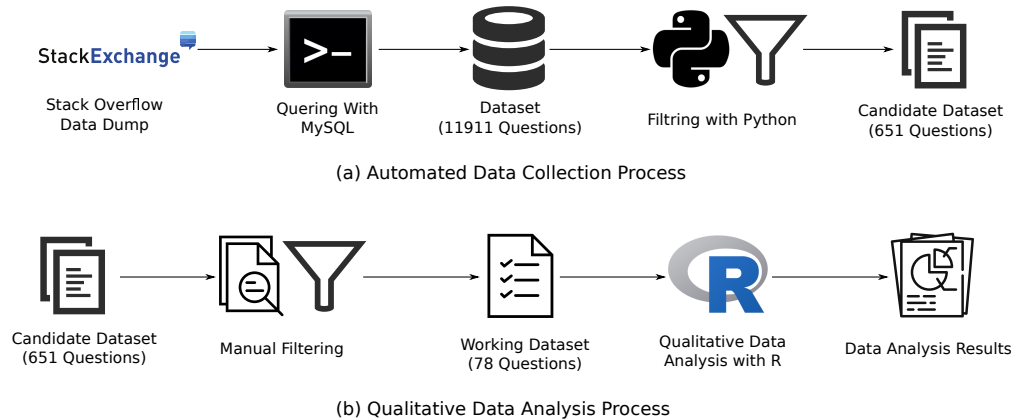 StackExchange
Stack Overflow
Data Dump
>-
Quering With
MySQL
Dataset
(11911 Questions)
Filtring with Python
Candidate Dataset
(651 Questions)
(a) Automated Data Collection Process
Candidate Dataset
(651 Questions)
Manual Filtering
Working Dataset
(78 Questions)
R
Qualitative Data
Analysis with R
Data Analysis Results
(b) Qualitative Data Analysis Process